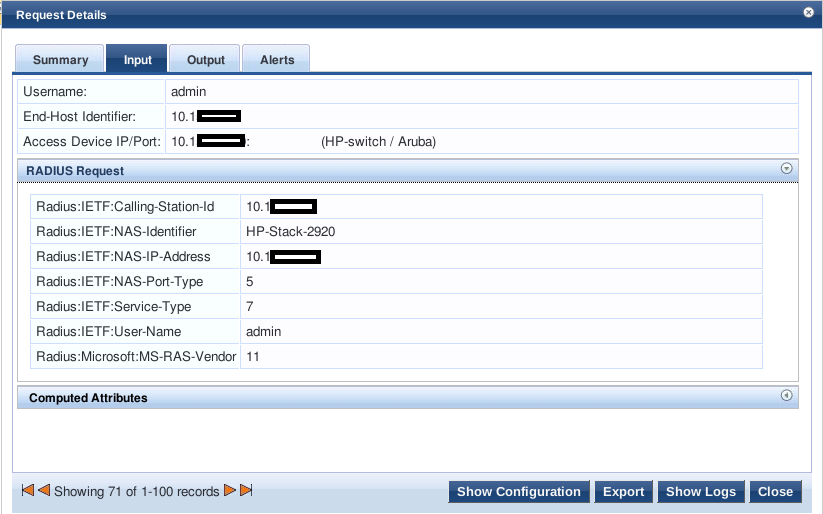 Request Details
Summary Input Output Alerts
Username: admin
End-Host Identifier: 10.1
Access Device IP/Port: 10.1 : (HP-switch / Aruba)
RADIUS Request
Radius:IETF:Calling-Station-Id 10.1
Radius:IETF:NAS-Identifier HP-Stack-2920
Radius:IETF:NAS-IP-Address 10.1
Radius:IETF:NAS-Port-Type 5
Radius:IETF:Service-Type 7
Radius:IETF:User-Name admin
Radius:Microsoft:MS-RAS-Vendor 11
Computed Attributes
Showing 71 of 1-100 records Show Configuration Export Show Logs Close